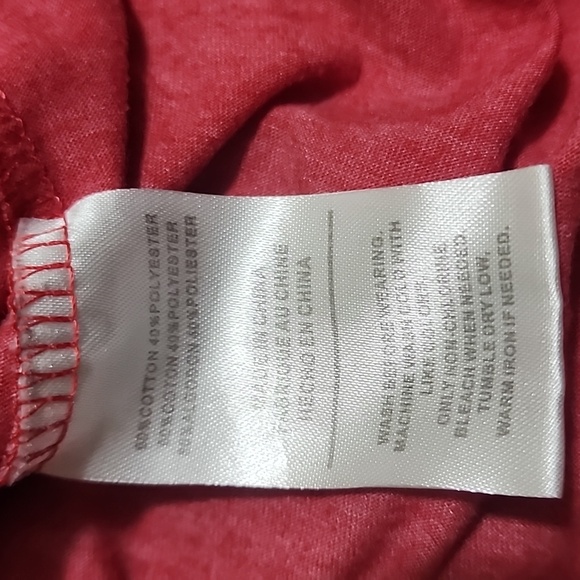 60%COTTON 40%POLYESTER
60%COTON 40%POLYESTER
60%ALGODON 40%POLIESTER
MADE IN CHINA
FABRIQUE AU CHINE
HECHO EN CHINA
WASH BEFORE WEARING.
MACHINE WASH COLD WITH
LIKE COLORS.
ONLY NON-CHLORINE
BLEACH WHEN NEEDED.
TUMBLE DRY LOW.
WARM IRON IF NEEDED.